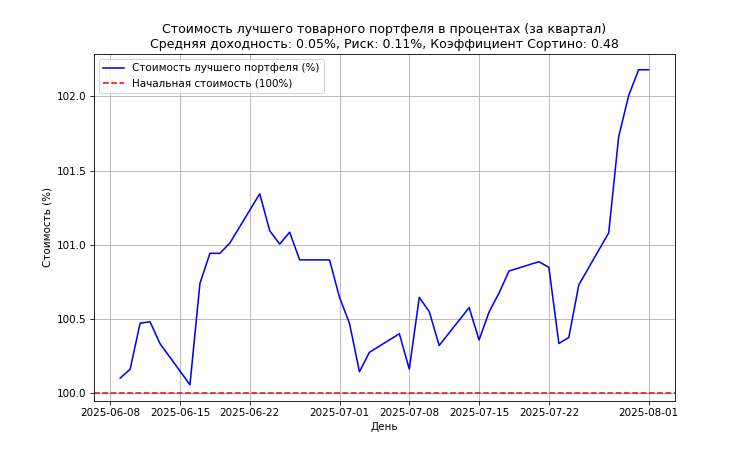 Стоимость лучшего товарного портфеля в процентах (за квартал)
Средняя доходность: 0.05%, Риск: 0.11%, Коэффициент Сортино: 0.48
Стоимость лучшего портфеля (%)
Начальная стоимость (100%)
Стоимость (%)
102.0
101.5
101.0
100.5
100.0
2025-06-08 2025-06-15 2025-06-22 2025-07-01 2025-07-08 2025-07-15 2025-07-22 2025-08-01
День